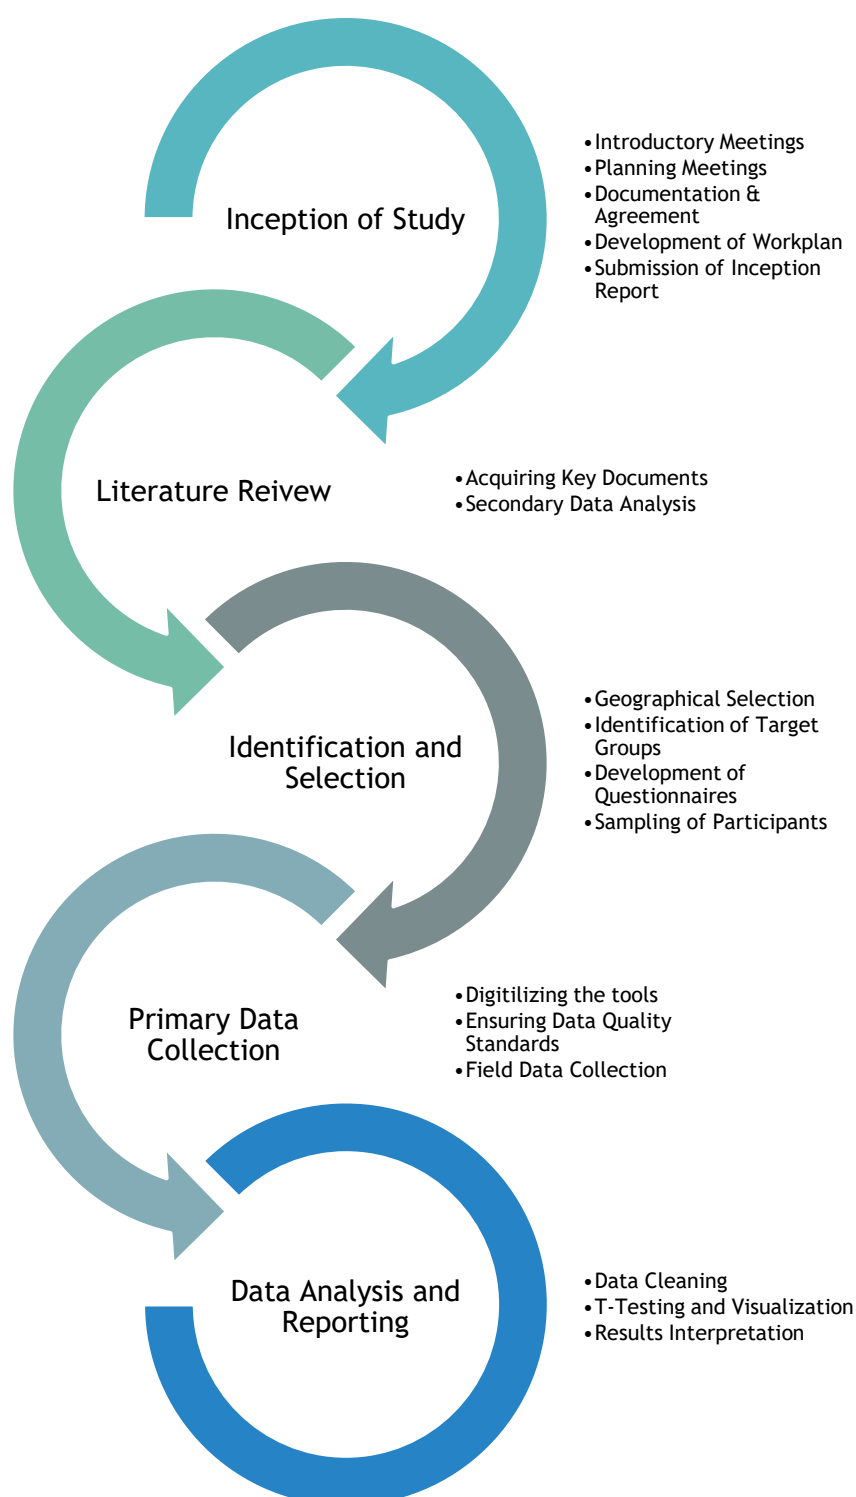 Inception of Study
•Introductory Meetings
•Planning Meetings
•Documentation &
Agreement
•Development of Workplan
•Submission of Inception
Report
Literature Reivew
•Acquiring Key Documents
•Secondary Data Analysis
Identification and
Selection
•Geographical Selection
•Identification of Target
Groups
•Development of
Questionnaires
•Sampling of Participants
Primary Data
Collection
•Digitilizing the tools
•Ensuring Data Quality
Standards
•Field Data Collection
Data Analysis and
Reporting
•Data Cleaning
•T-Testing and Visualization
•Results Interpretation